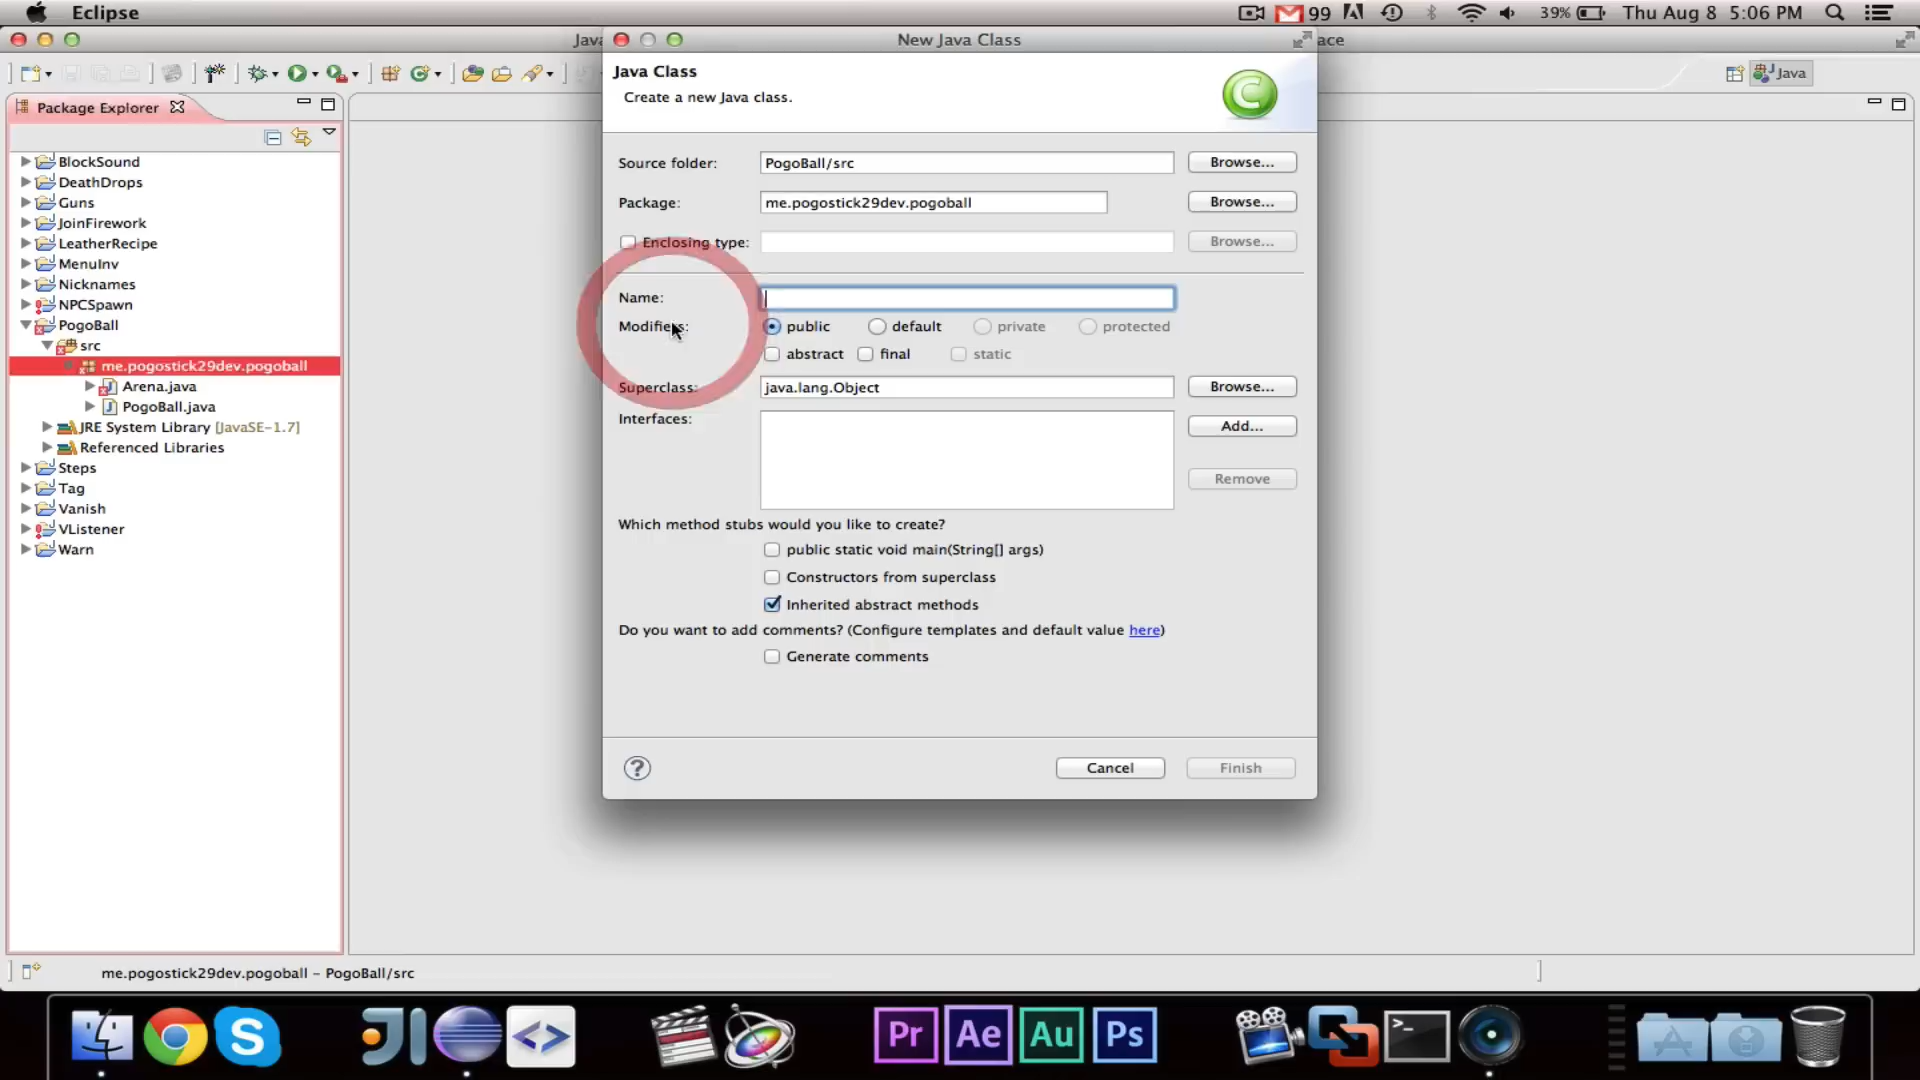 Eclipse
99
39%
Thu Aug 8 5:06 PM
Java
New Java Class
ace
Java Class
Create a new Java class.
C
Java
Package Explorer
Source folder:
PogoBall/src
Browse...
Package:
me.pogostick29dev.pogoball
Browse...
Enclosing type:
Browse...
Name:
Modifiers:
public
default
private
protected
abstract
final
static
Superclass:
java.lang.Object
Browse...
Interfaces:
Add...
Remove
Which method stubs would you like to create?
public static void main(String[] args)
Constructors from superclass
Inherited abstract methods
Do you want to add comments? (Configure templates and default value here)
Generate comments
?
Cancel
Finish
BlockSound
DeathDrops
Guns
JoinFirework
LeatherRecipe
MenuInv
Nicknames
NPCSpawn
PogoBall
src
me.pogostick29dev.pogoball
Arena.java
PogoBall.java
JRE System Library [JavaSE-1.7]
Referenced Libraries
Steps
Tag
Vanish
VListener
Warn
me.pogostick29dev.pogoball - PogoBall/src
Pr
Ae
Au
Ps